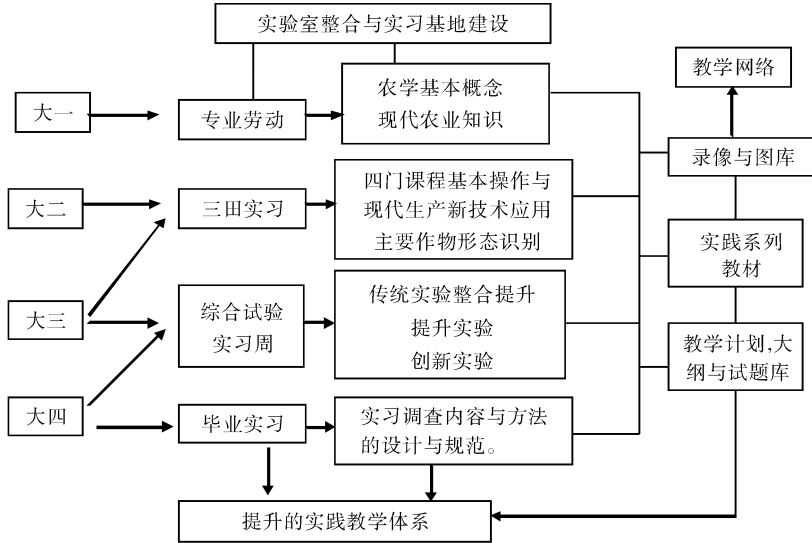 实验室整合与实习基地建设
教学网络
大一
专业劳动
农学基本概念
现代农业知识
录像与图库
大二
三田实习
四门课程基本操作与
现代生产新技术应用
主要作物形态识别
实践系列
教材
大三
综合试验
实习周
传统实验整合提升
提升实验
创新实验
教学计划,大
纲与试题库
大四
毕业实习
实习调查内容与方法
的设计与规范。
提升的实践教学体系